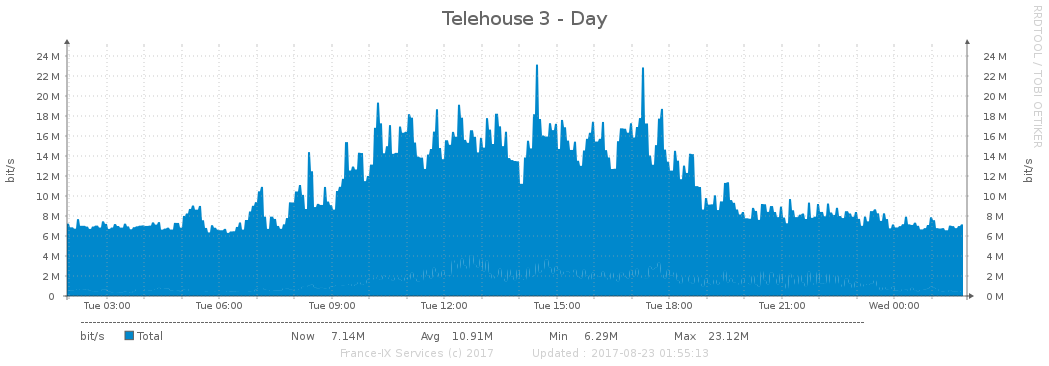 Telehouse 3 - Day
RRDTOOL / TOBI OETIKER
24 M 24 M
22 M 22 M
20 M 20 M
18 M 18 M
16 M 16 M
14 M 14 M
12 M 12 M
10 M 10 M
8 M 8 M
6 M 6 M
4 M 4 M
2 M 2 M
0 0 M
bit/s
bit/s
Tue 03:00 Tue 06:00 Tue 09:00 Tue 12:00 Tue 15:00 Tue 18:00 Tue 21:00 Wed 00:00
bit/s Total Now 7.14M Avg 10.91M Min 6.29M Max 23.12M
France-IX Services (c) 2017 Updated : 2017-08-23 01:55:13